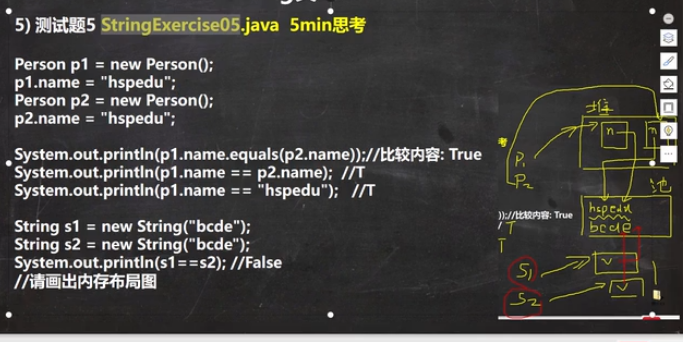 5) 测试题5 StringExercise05.java 5min思考
Person p1 = new Person();
p1.name = "hspedu";
Person p2 = new Person();
p2.name = "hspedu";
System.out.println(p1.name.equals(p2.name));//比较内容: True
System.out.println(p1.name == p2.name); //T
System.out.println(p1.name == "hspedu"); //T
String s1 = new String("bcde");
String s2 = new String("bcde");
System.out.println(s1==s2); //False
//请画出内存布局图
堆
考
n
n
P1
P2
池
));//比较内容: True
hspedu
/ T
bcde
T
S1
v
S2
v